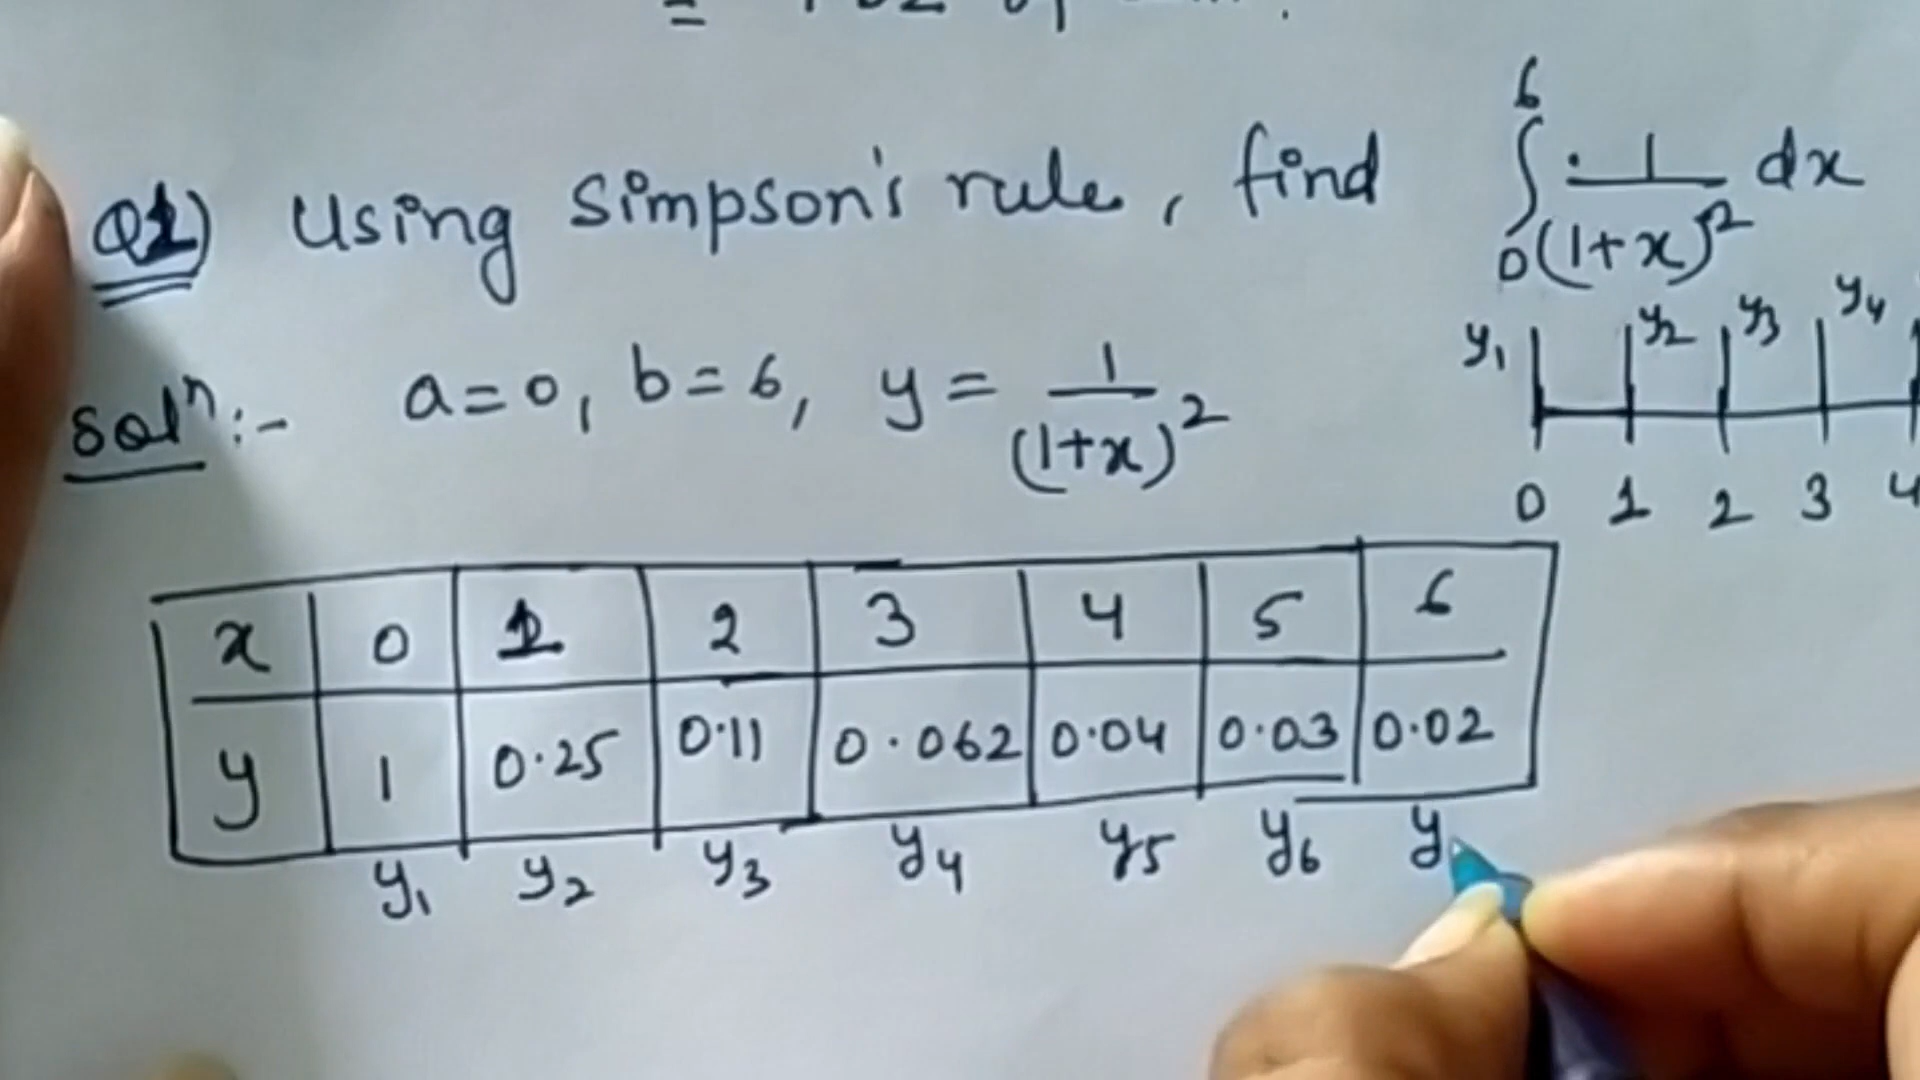 Q1) Using Simpson's rule, find ∫₀⁶ 1/(1+x)² dx
y₁ y₂ y₃ y₄
0 1 2 3 4
Solⁿ:- a=0, b=6, y = 1/(1+x)²
x 0 1 2 3 4 5 6
y 1 0.25 0.11 0.062 0.04 0.03 0.02
y₁ y₂ y₃ y₄ y₅ y₆ y